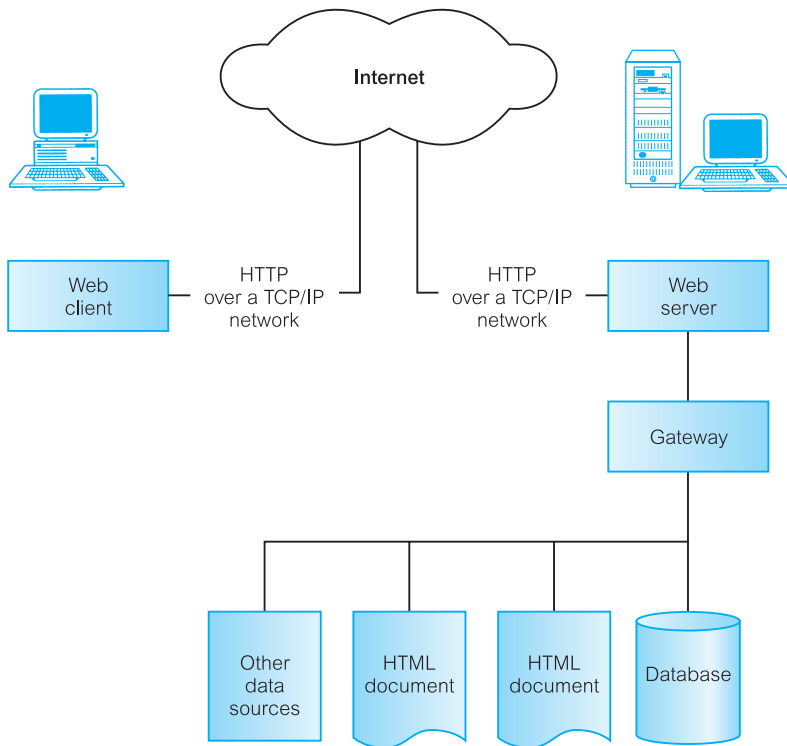 Internet
Web
client
HTTP
over a TCP/IP
network
HTTP
over a TCP/IP
network
Web
server
Gateway
Other
data
sources
HTML
document
HTML
document
Database